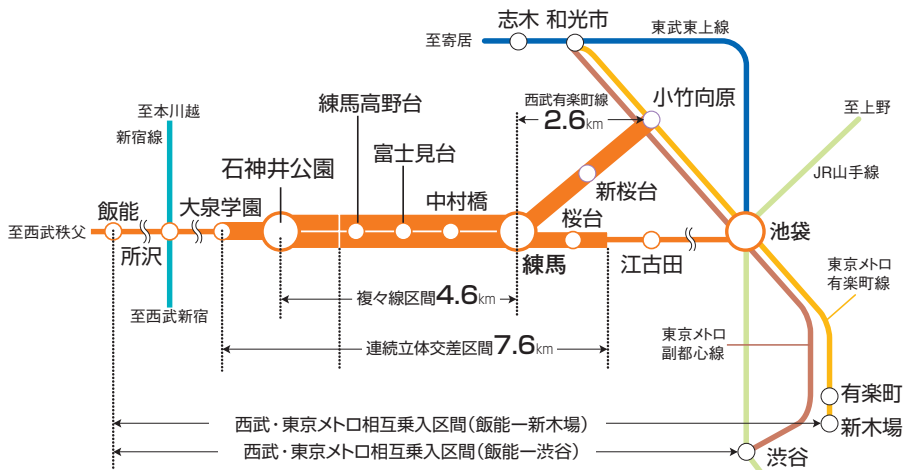 志木 和光市
至寄居
東武東上線
小竹向原
西武有楽町線
2.6km
至上野
至本川越
新宿線
練馬高野台
石神井公園
富士見台
JR山手線
新桜台
飯能
大泉学園
中村橋
桜台
至西武秩父
所沢
練馬
江古田
池袋
複々線区間4.6km
東京メトロ
有楽町線
至西武新宿
連続立体交差区間7.6km
東京メトロ
副都心線
有楽町
西武・東京メトロ相互乗入区間(飯能ー新木場)
新木場
西武・東京メトロ相互乗入区間(飯能ー渋谷)
渋谷